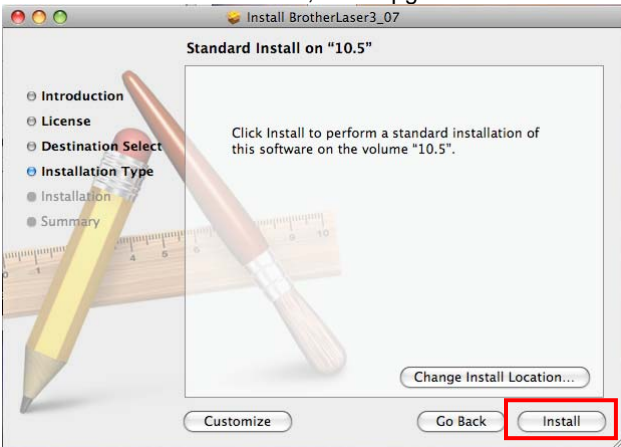 Install BrotherLaser3_07
Standard Install on “10.5”
Introduction
License
Destination Select
Installation Type
Installation
Summary
Click Install to perform a standard installation of
this software on the volume “10.5”.
Change Install Location...
Customize
Go Back
Install